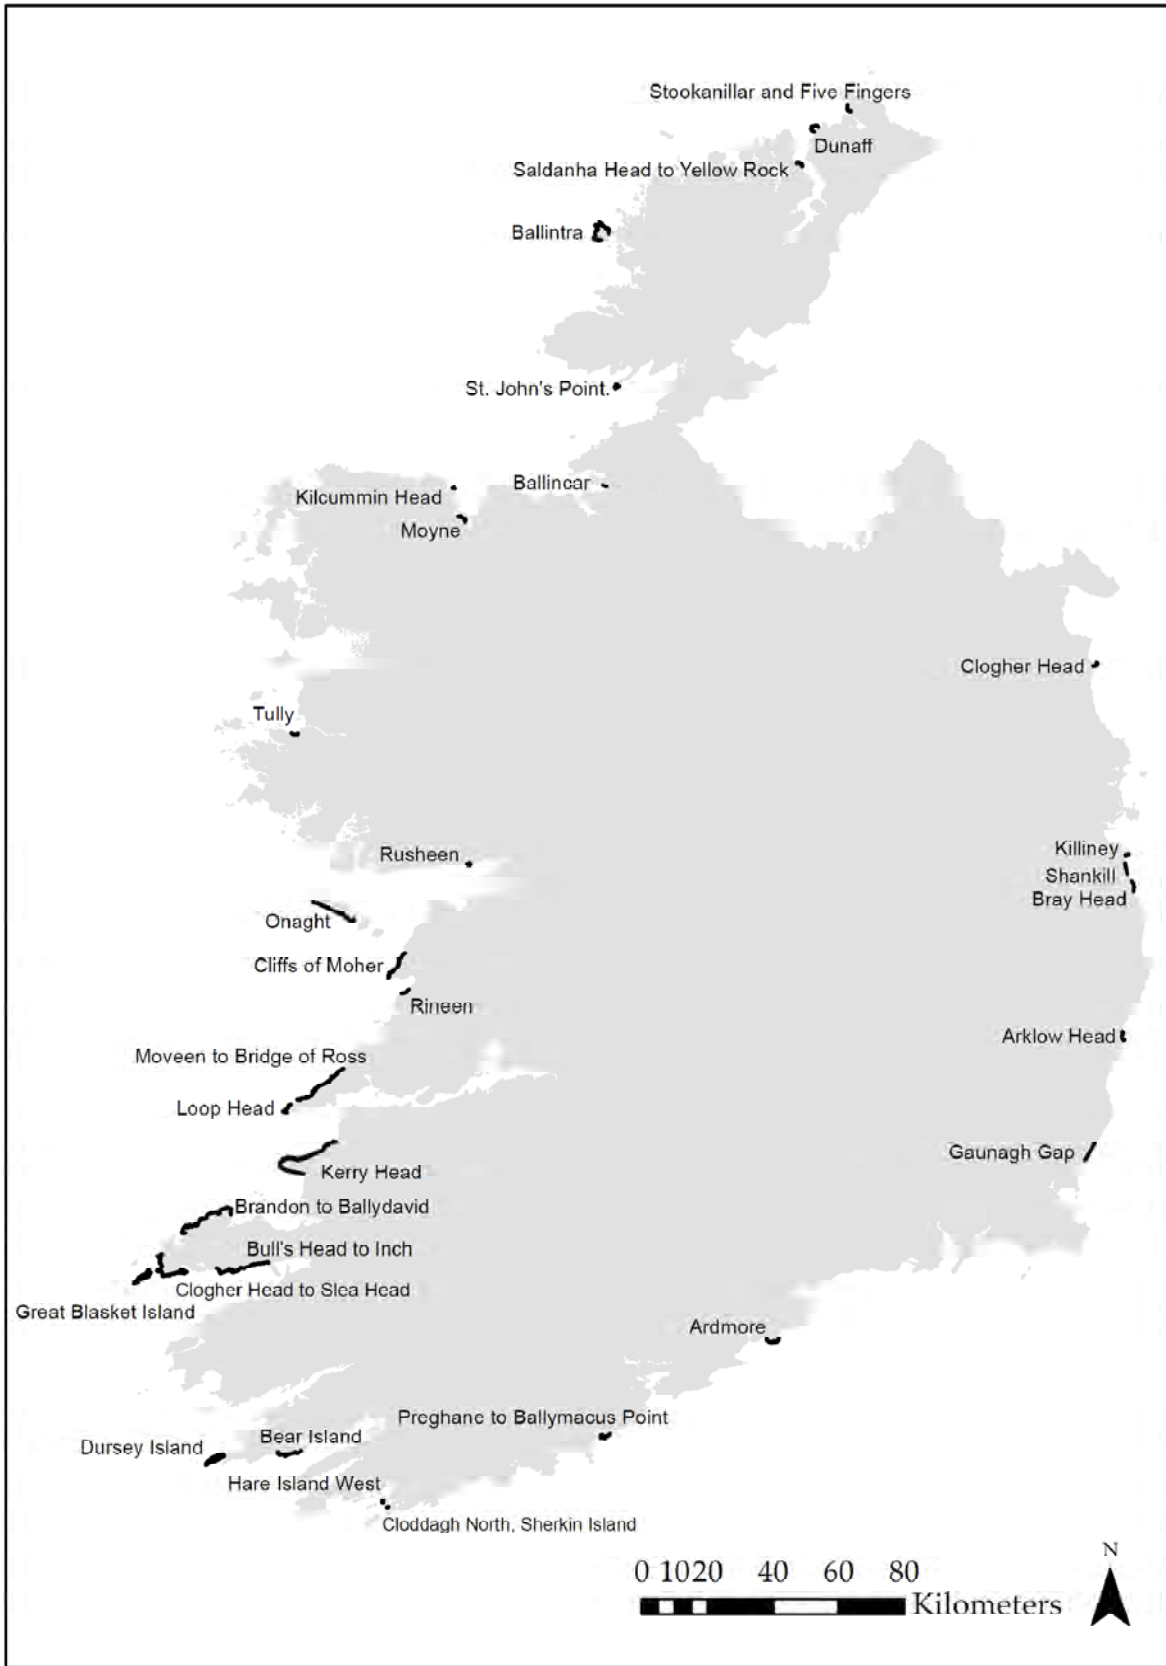 Stookanillar and Five Fingers
Dunaff
Saldanha Head to Yellow Rock
Ballintra
St. John's Point.
Ballincar
Kilcummin Head
Moyne
Clogher Head
Tully
Killiney
Rusheen
Shankill
Bray Head
Onaght
Cliffs of Moher
Rineen
Arklow Head
Moveen to Bridge of Ross
Loop Head
Gaunagh Gap
Kerry Head
Brandon to Ballydavid
Bull's Head to Inch
Clogher Head to Slea Head
Great Blasket Island
Ardmore
Preghane to Ballymacus Point
Bear Island
Dursey Island
Hare Island West
Cloddagh North, Sherkin Island
N
0 10 20 40 60 80
Kilometers